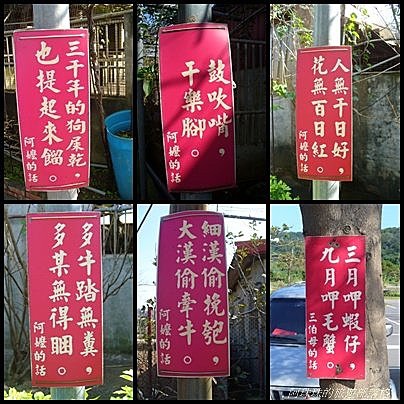 三千年的狗屎乾，
也提起來餾。
阿嬤的話
鼓吹嘴，
干樂腳。
阿嬤的話
人無千日好，
花無百日紅。
阿嬤的話
多牛踏無糞，
多某無得睏。
阿嬤的話
細漢偷挽匏，
大漢偷牽牛。
阿嬤的話
三月呷蝦仔，
九月呷毛蟹。
三伯母的話